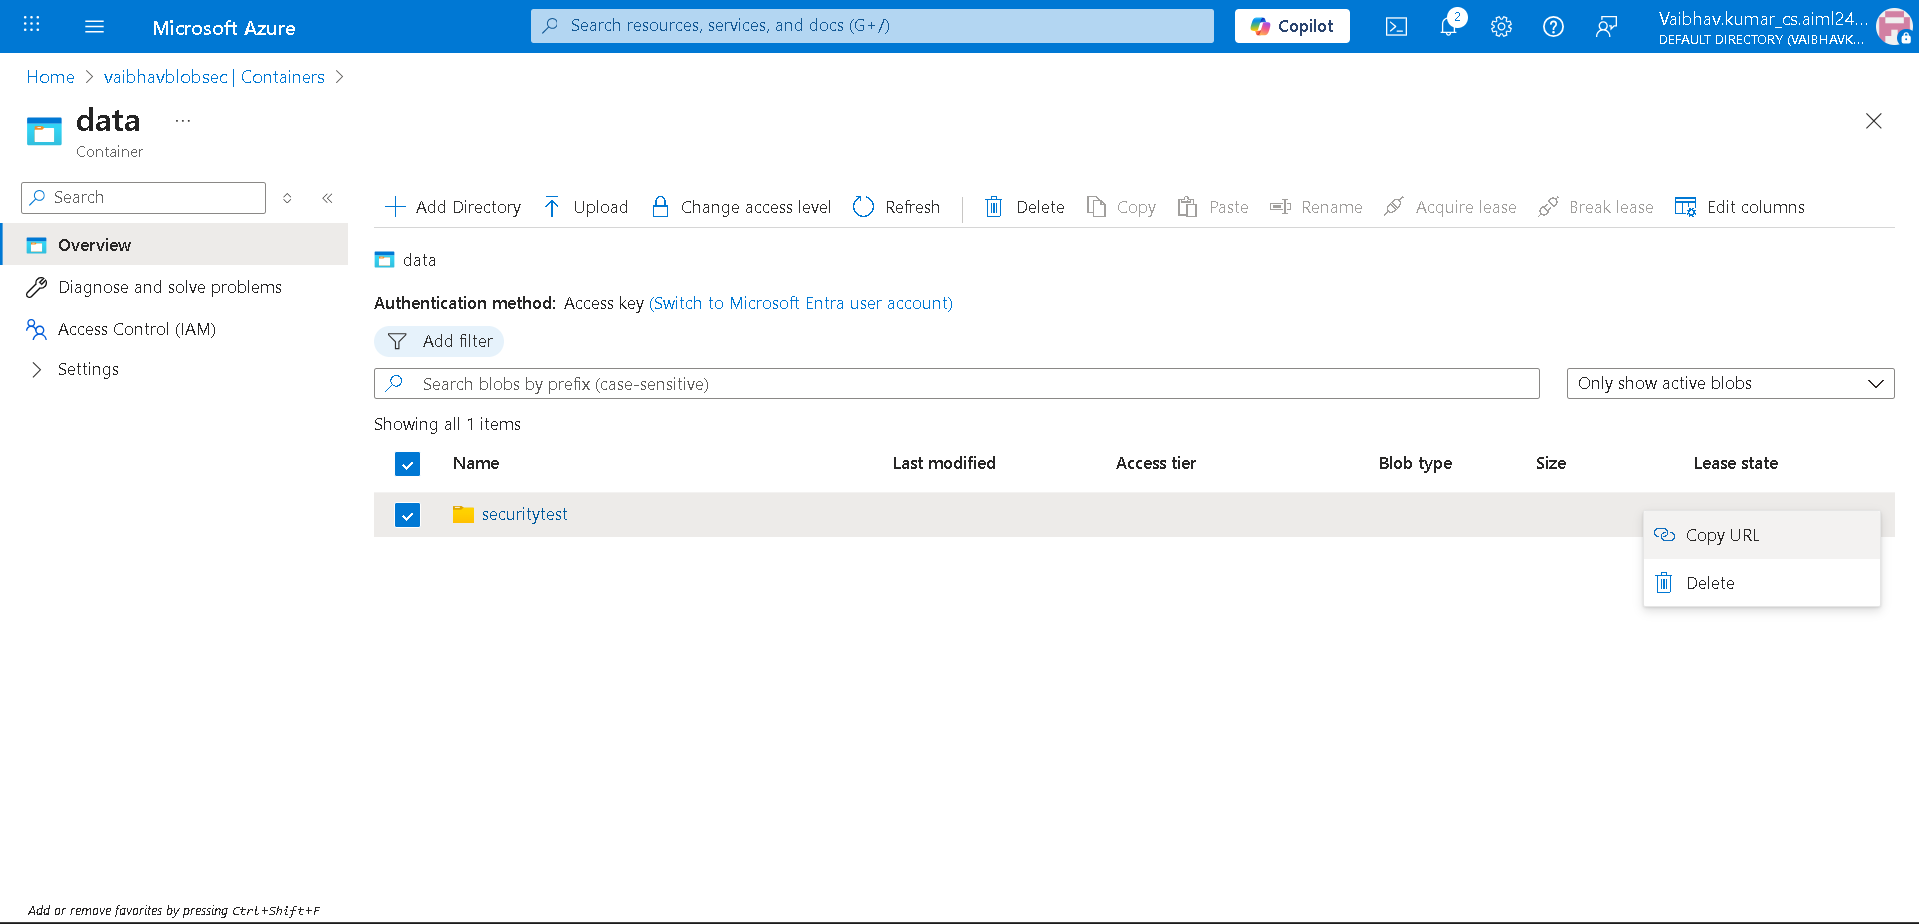 Microsoft Azure
Search resources, services, and docs (G+/)
Copilot
2
Vaibhav.kumar_cs.aiml24...
DEFAULT DIRECTORY (VAIBHAVK...
Home > vaibhavblobsec | Containers >
data ...
Container
Search
Add Directory Upload Change access level Refresh Delete Copy Paste Rename Acquire lease Break lease Edit columns
Overview
Diagnose and solve problems
Access Control (IAM)
Settings
data
Authentication method: Access key (Switch to Microsoft Entra user account)
Add filter
Search blobs by prefix (case-sensitive)
Only show active blobs
Showing all 1 items
Name Last modified Access tier Blob type Size Lease state
securitytest
Copy URL
Delete
Add or remove favorites by pressing Ctrl+Shift+F